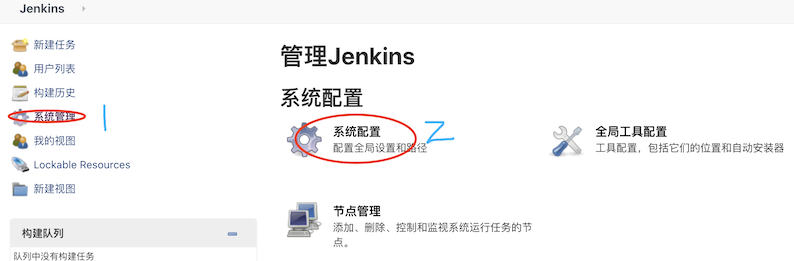 Jenkins
新建任务
用户列表
构建历史
系统管理
1
我的视图
Lockable Resources
新建视图
构建队列
队列中没有构建任务
管理Jenkins
系统配置
系统配置
配置全局设置和路径
2
全局工具配置
工具配置，包括它们的位置和自动安装器
节点管理
添加、删除、控制和监视系统运行任务的节
点。